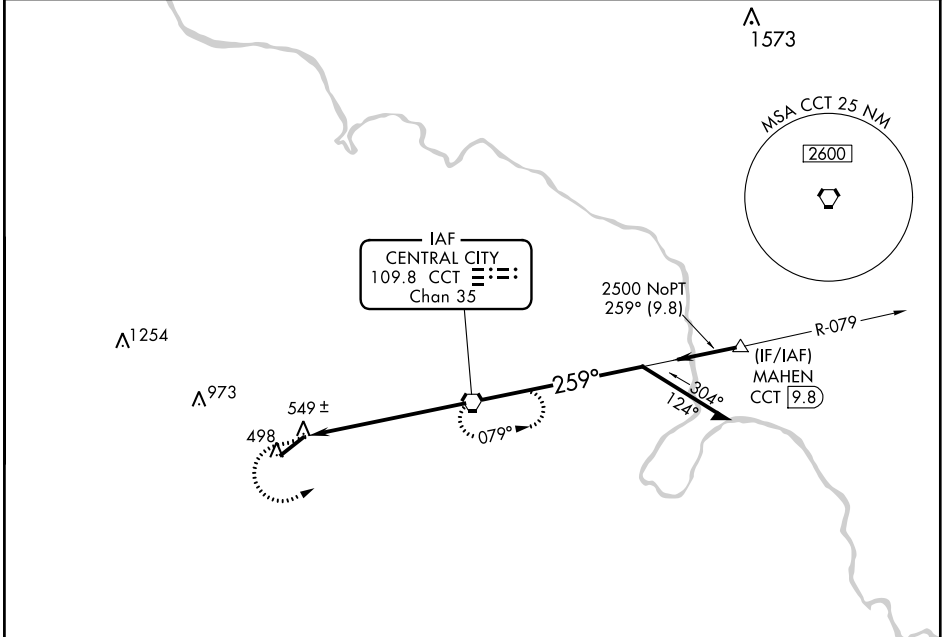 1573
MSA CCT 25 NM
2600
IAF
CENTRAL CITY
109.8 CCT
Chan 35
2500 NoPT
259° (9.8)
R-079
1254
(IF/IAF)
MAHEN
CCT 9.8
259°
304°
124°
973
549 ±
498
079°